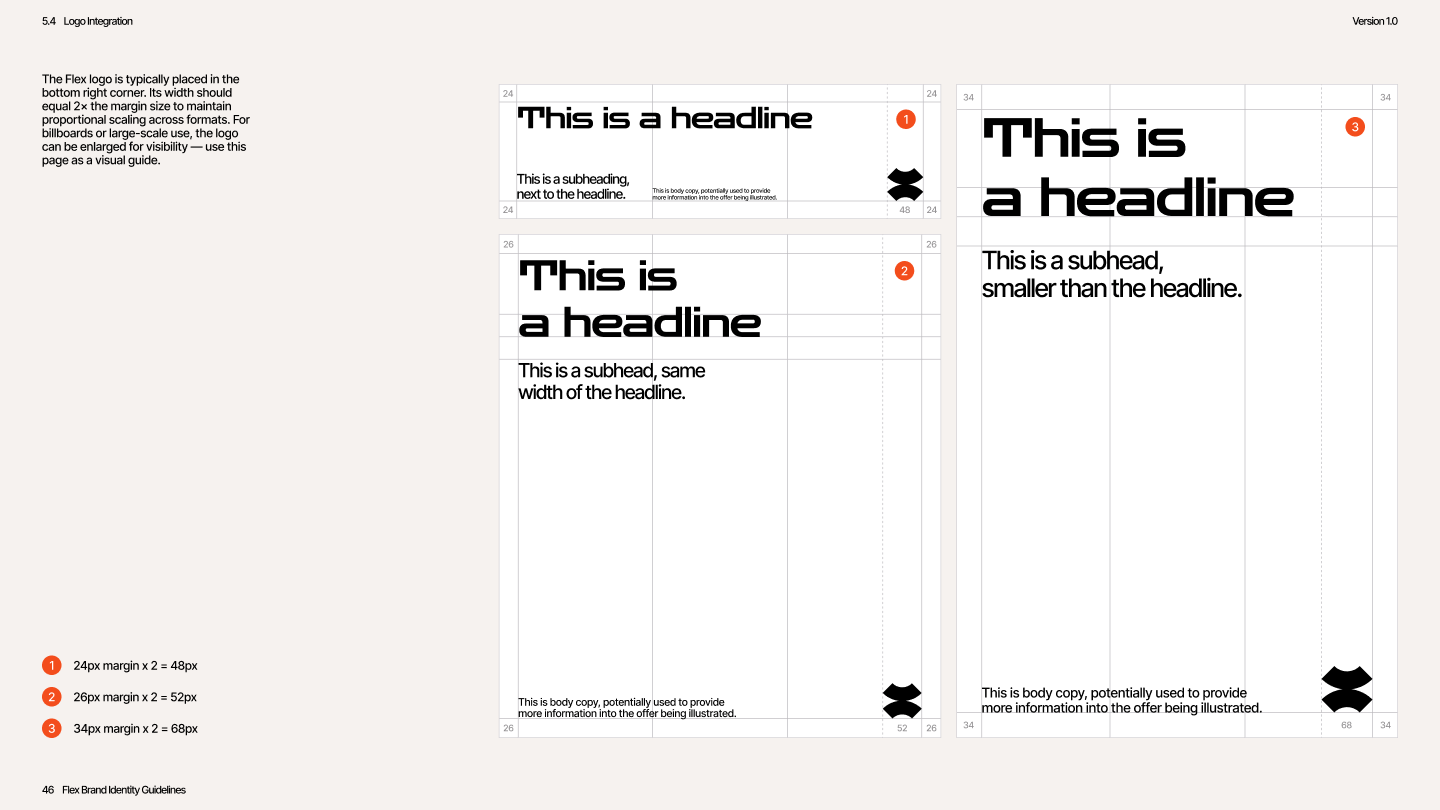 5.4 Logo Integration
Version 1.0
The Flex logo is typically placed in the
bottom right corner. Its width should
equal 2× the margin size to maintain
proportional scaling across formats. For
billboards or large-scale use, the logo
can be enlarged for visibility — use this
page as a visual guide.
1 24px margin x 2 = 48px
2 26px margin x 2 = 52px
3 34px margin x 2 = 68px
24 24
This is a headline
1
This is a subheading,
next to the headline.
This is body copy, potentially used to provide
more information into the offer being illustrated.
24 48 24
26 26
This is
a headline
2
This is a subhead, same
width of the headline.
This is body copy, potentially used to provide
more information into the offer being illustrated.
26 52 26
34 34
This is
a headline
3
This is a subhead,
smaller than the headline.
This is body copy, potentially used to provide
more information into the offer being illustrated.
34 68 34
46 Flex Brand Identity Guidelines